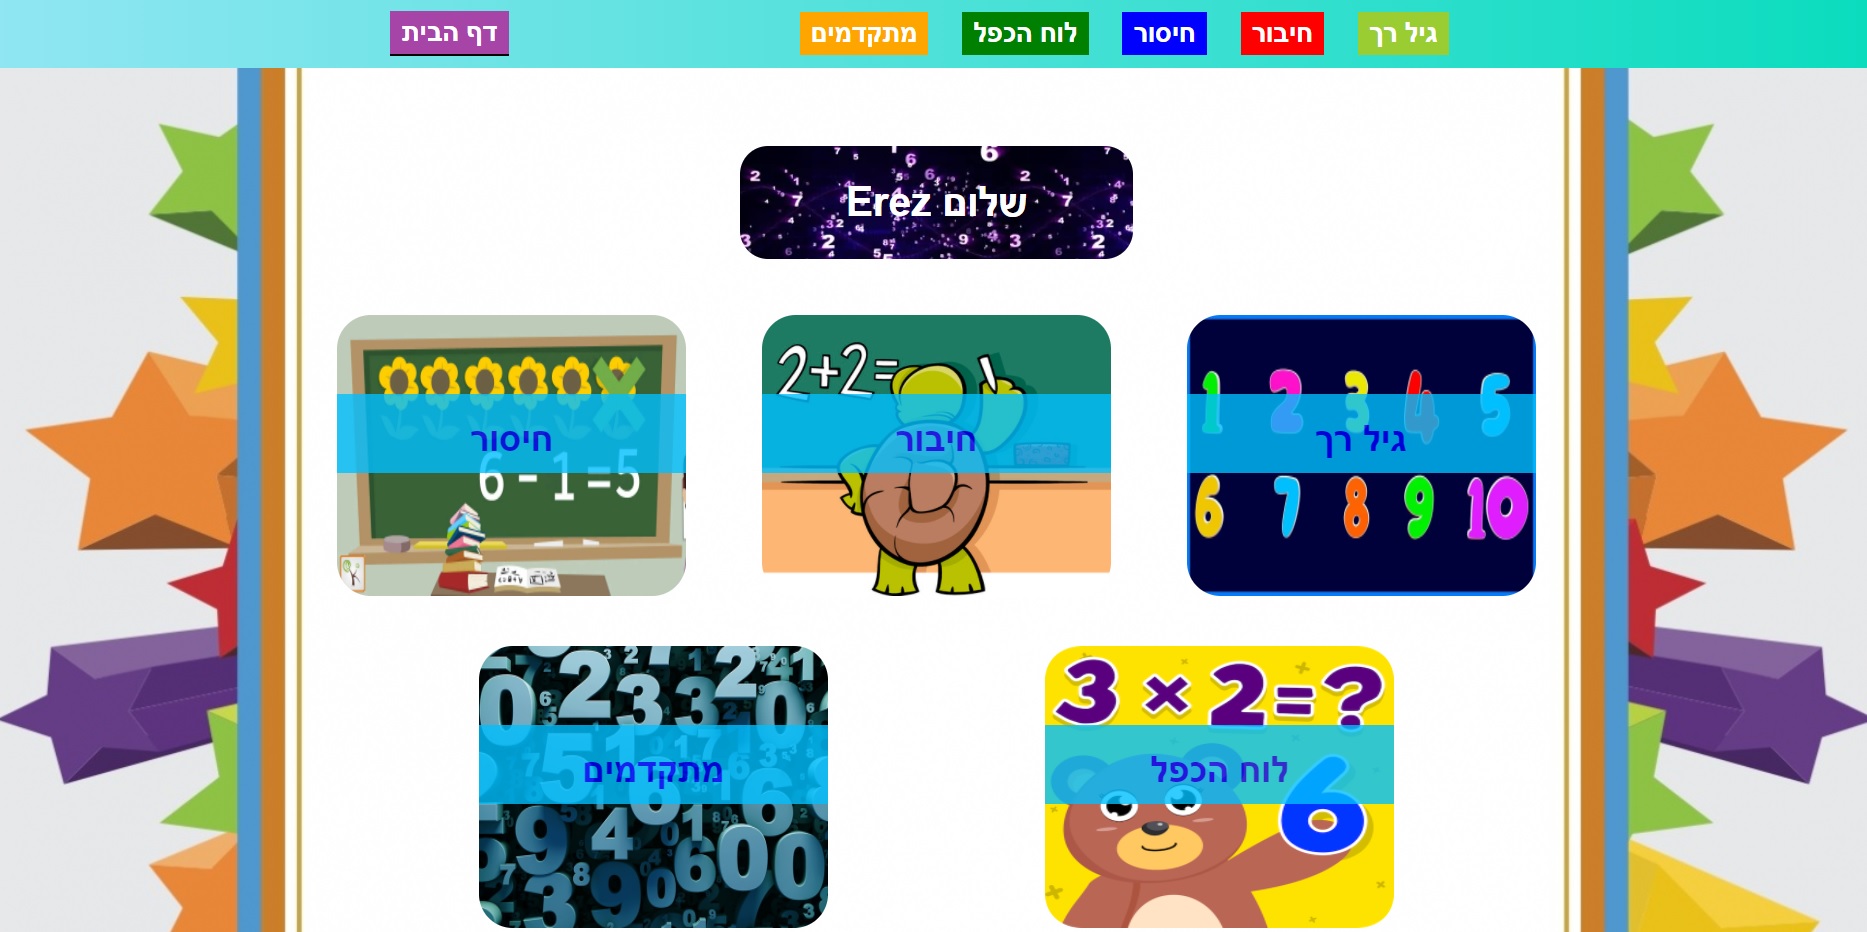 גיל רך
חיבור
חיסור
לוח הכפל
מתקדמים
דף הבית
שלום Erez
1 2 3 4 5
גיל רך
6 7 8 9 10
2+2=
חיבור
חיסור
6-1=5
3×2=?
לוח הכפל
6
מתקדמים